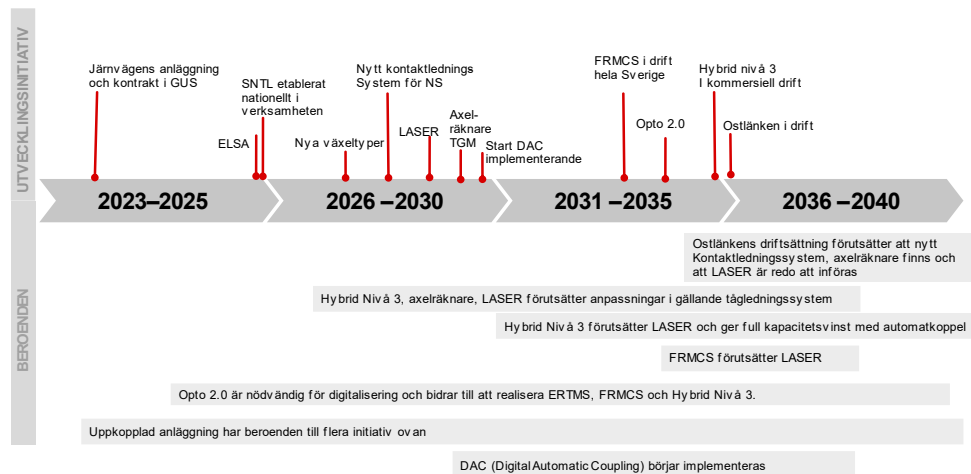 UTVECKLINGSINITIATIV
Järnvägens anläggning
och kontrakt i GUS
SNTL etablerat
nationellt i
verksamheten
ELSA
Nya växeltyper
Nytt kontaktlednings-
System för NS
LASER
Axel-
räknare
TGM
Start DAC
implementerande
FRMCS i drift
hela Sverige
Opto 2.0
Hybrid nivå 3
I kommersiell drift
Ostlänken i drift
2023–2025
2026–2030
2031–2035
2036–2040
BEROENDEN
Ostlänkens driftsättning förutsätter att nytt
Kontaktledningssystem, axelräknare finns och
att LASER är redo att införas
Hybrid Nivå 3, axelräknare, LASER förutsätter anpassningar i gällande tågledningssystem
Hybrid Nivå 3 förutsätter LASER och ger full kapacitetsvinst med automatkoppel
FRMCS förutsätter LASER
Opto 2.0 är nödvändig för digitalisering och bidrar till att realisera ERTMS, FRMCS och Hybrid Nivå 3.
Uppkopplad anläggning har beroenden till flera initiativ ovan
DAC (Digital Automatic Coupling) börjar implementeras